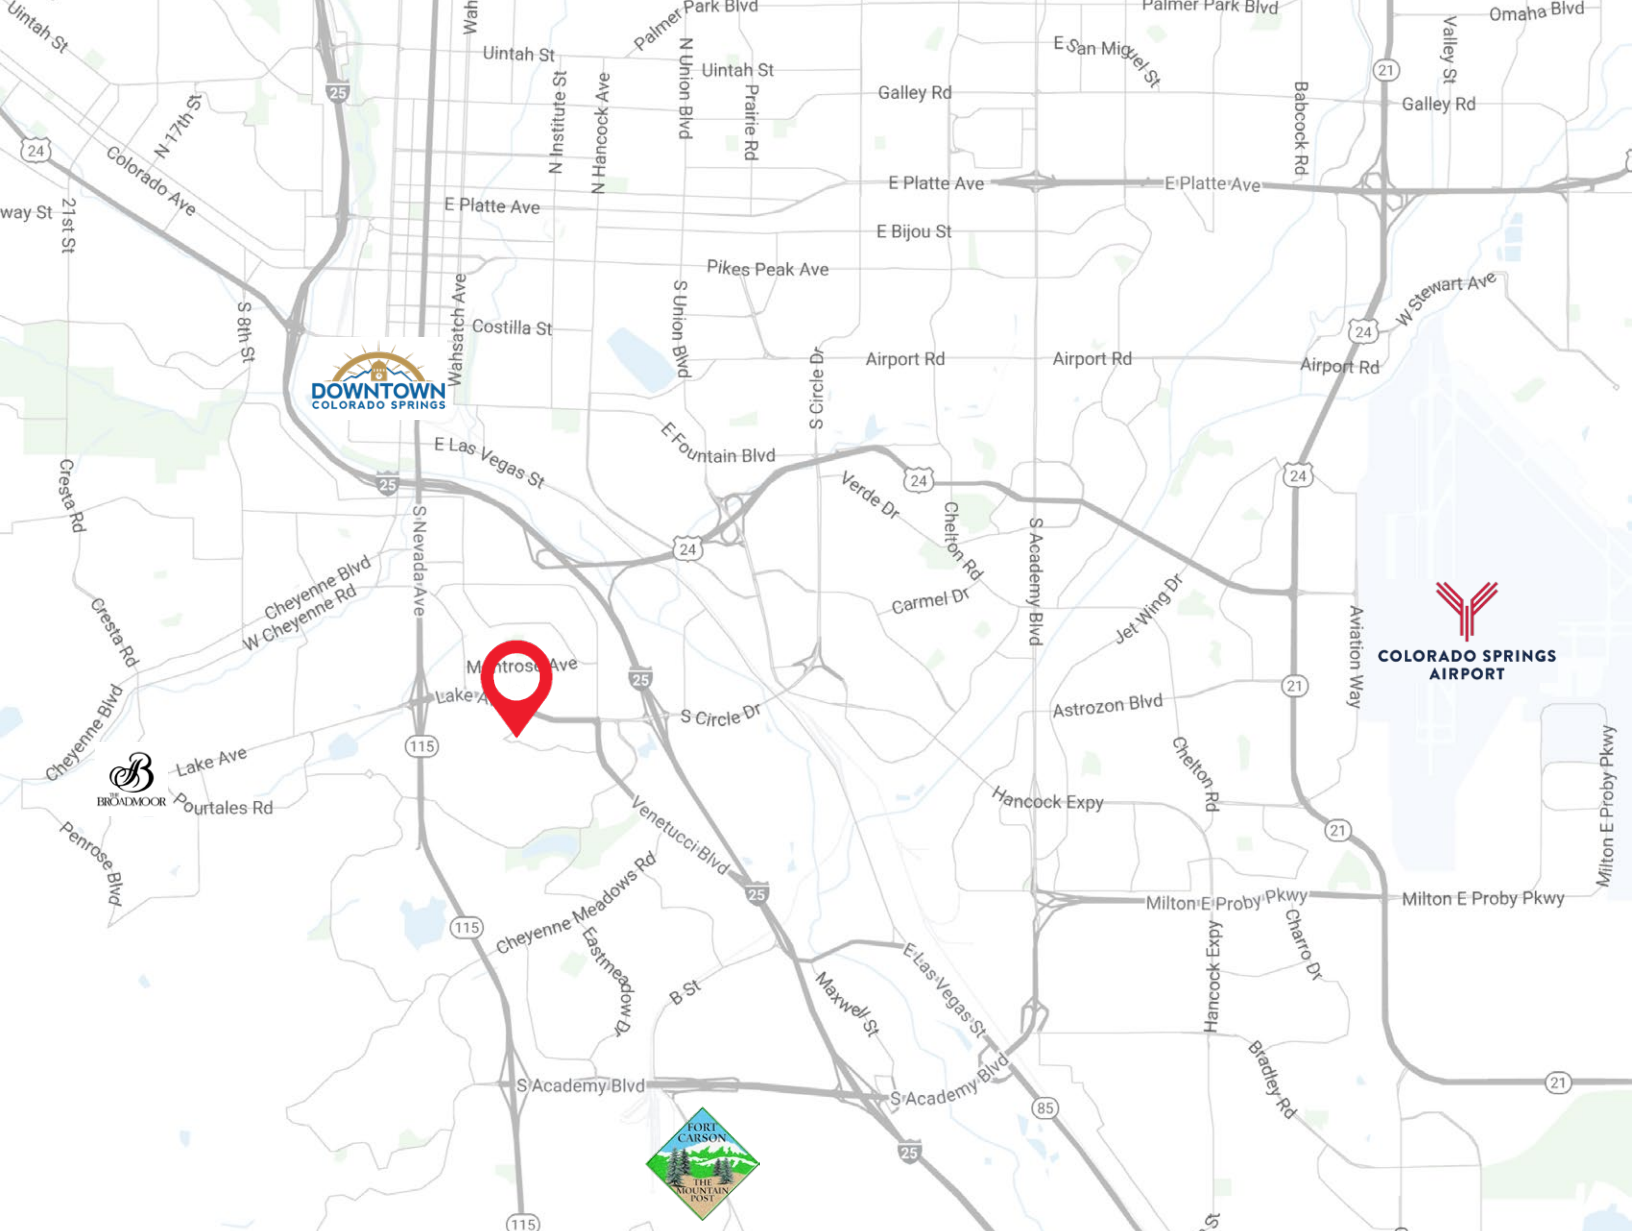 Uintah St
Wah
Palmer Park Blvd
Palmer Park Blvd
Omaha Blvd
Uintah St
N Union Blvd
Uintah St
E San Miguel St
Valley St
21
25
N 17th St
N Institute St
N Hancock Ave
Prairie Rd
Galley Rd
Babcock Rd
Galley Rd
24
Colorado Ave
E Platte Ave
E Platte Ave
way St
21st St
E Platte Ave
E Bijou St
Pikes Peak Ave
S 8th St
Wahsatch Ave
Costilla St
S Union Blvd
S Circle Dr
Airport Rd
Airport Rd
24
W Stewart Ave
Airport Rd
DOWNTOWN
COLORADO SPRINGS
E Las Vegas St
E Fountain Blvd
Cresta Rd
25
Verde Dr
24
24
S Nevada Ave
24
Chelton Rd
S Academy Blvd
Cheyenne Blvd
W Cheyenne Rd
Carmel Dr
Jet Wing Dr
Aviation Way
Cresta Rd
COLORADO SPRINGS
AIRPORT
Montrose Ave
25
21
Lake A
S Circle Dr
Astrozon Blvd
Cheyenne Blvd
115
Lake Ave
Chelton Rd
Milton E Proby Pkwy
B
THE
BROADMOOR
Pourtales Rd
Venetucci Blvd
Hancock Expy
21
Penrose Blvd
25
Cheyenne Meadows Rd
Milton E Proby Pkwy
Milton E Proby Pkwy
115
Eastmeadow Dr
E Las Vegas St
Hancock Expy
Charro Dr
B St
Maxwell St
Bradley Rd
S Academy Blvd
S Academy Blvd
21
85
FORT
CARSON
THE
MOUNTAIN
POST
25
115